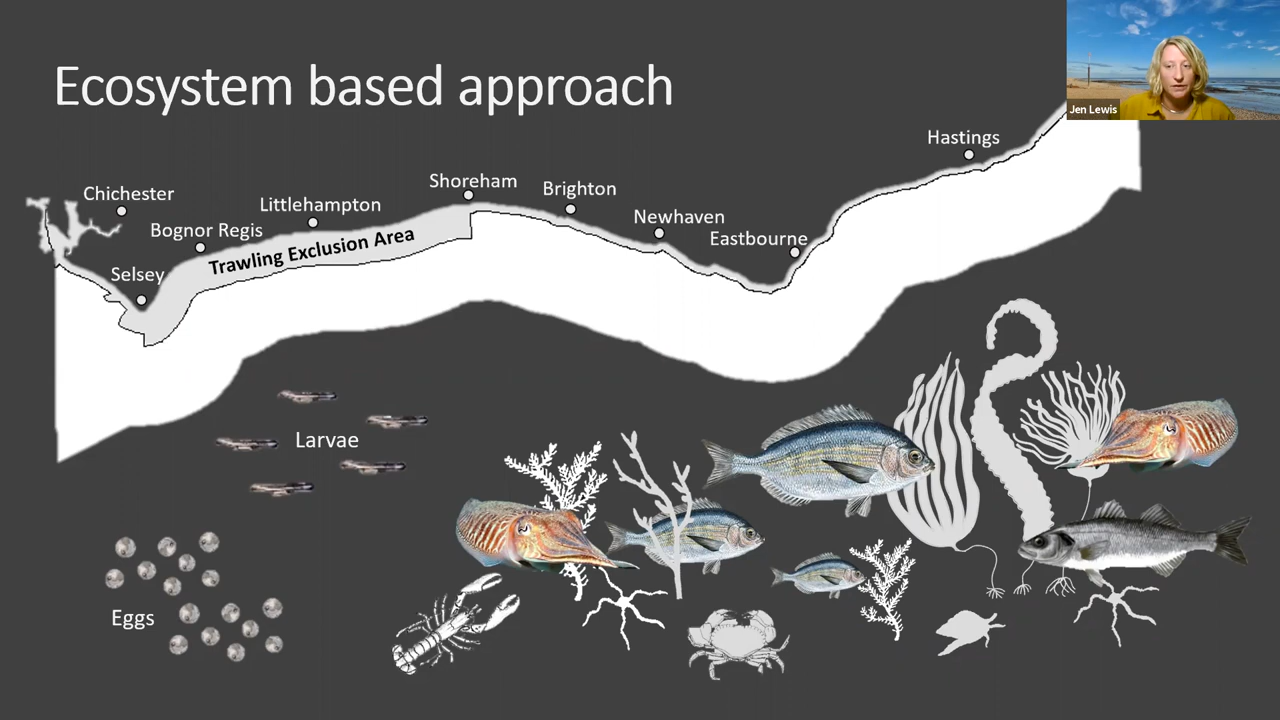 Ecosystem based approach
Jen Lewis
Hastings
Shoreham
Chichester
Brighton
Littlehampton
Newhaven
Bognor Regis
Eastbourne
Trawling Exclusion Area
Selsey
Larvae
Eggs